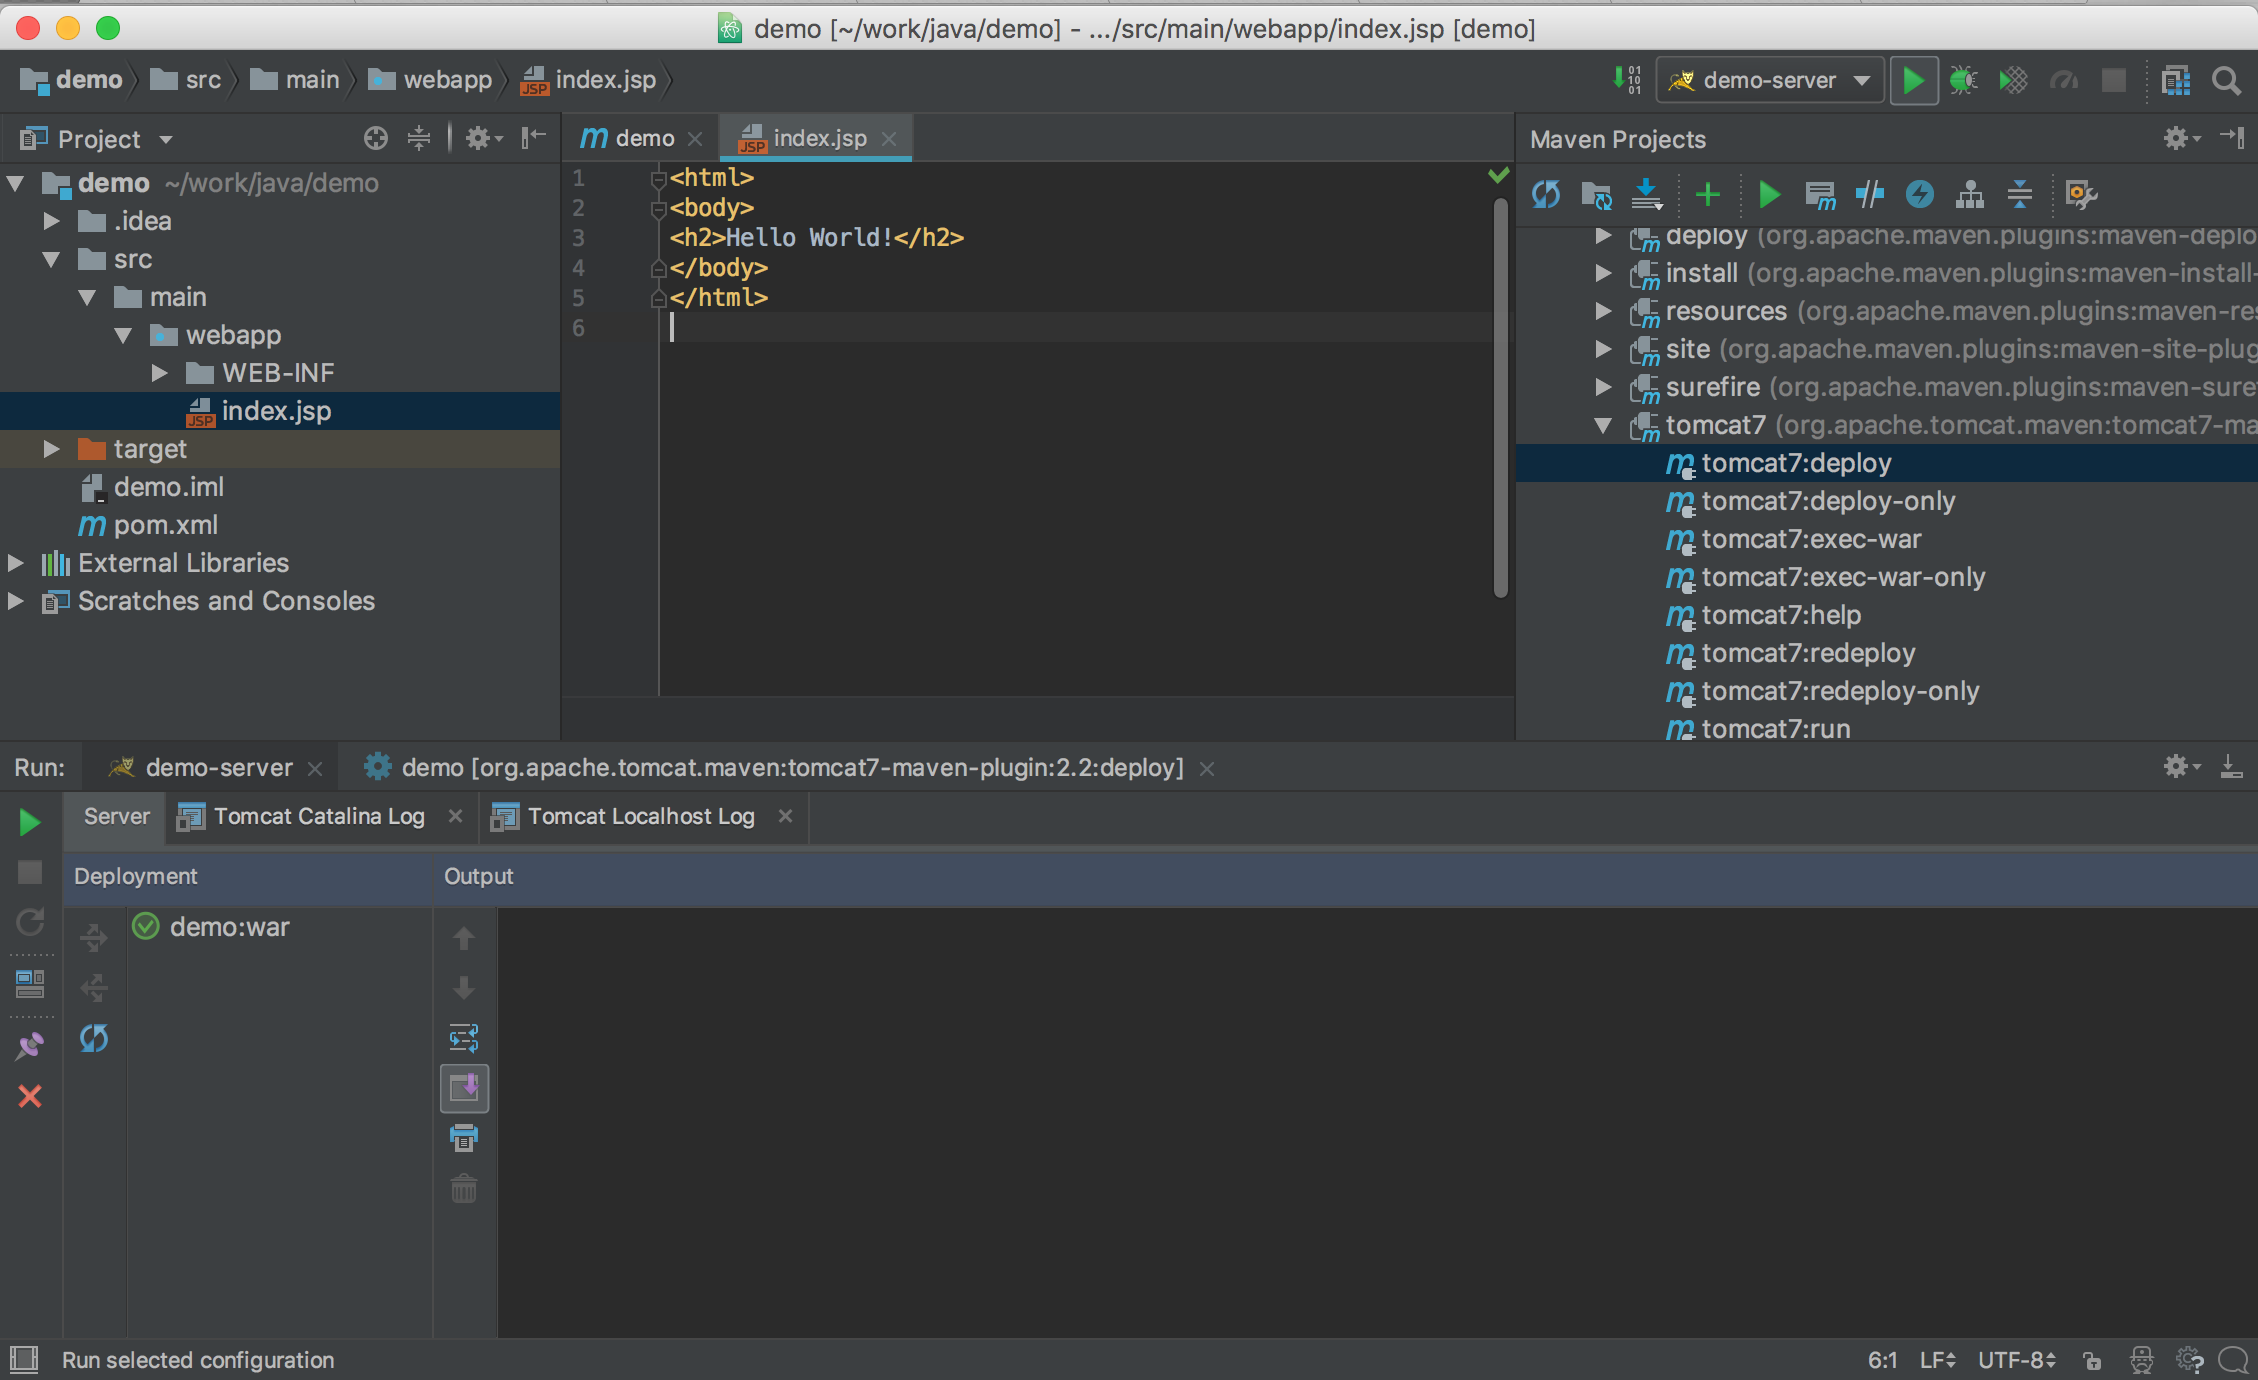 demo [~/work/java/demo] - .../src/main/webapp/index.jsp [demo]
demo src main webapp index.jsp
demo-server
Project
demo index.jsp
Maven Projects
demo ~/work/java/demo
.idea
src
main
webapp
WEB-INF
index.jsp
target
demo.iml
pom.xml
External Libraries
Scratches and Consoles
1 <html>
2 <body>
3 <h2>Hello World!</h2>
4 </body>
5 </html>
6
deploy (org.apache.maven.plugins:maven-deplo
install (org.apache.maven.plugins:maven-install-
resources (org.apache.maven.plugins:maven-res
site (org.apache.maven.plugins:maven-site-plug
surefire (org.apache.maven.plugins:maven-suref
tomcat7 (org.apache.tomcat.maven:tomcat7-ma
tomcat7:deploy
tomcat7:deploy-only
tomcat7:exec-war
tomcat7:exec-war-only
tomcat7:help
tomcat7:redeploy
tomcat7:redeploy-only
tomcat7:run
Run: demo-server demo [org.apache.tomcat.maven:tomcat7-maven-plugin:2.2:deploy]
Server Tomcat Catalina Log Tomcat Localhost Log
Deployment Output
demo:war
Run selected configuration 6:1 LF UTF-8